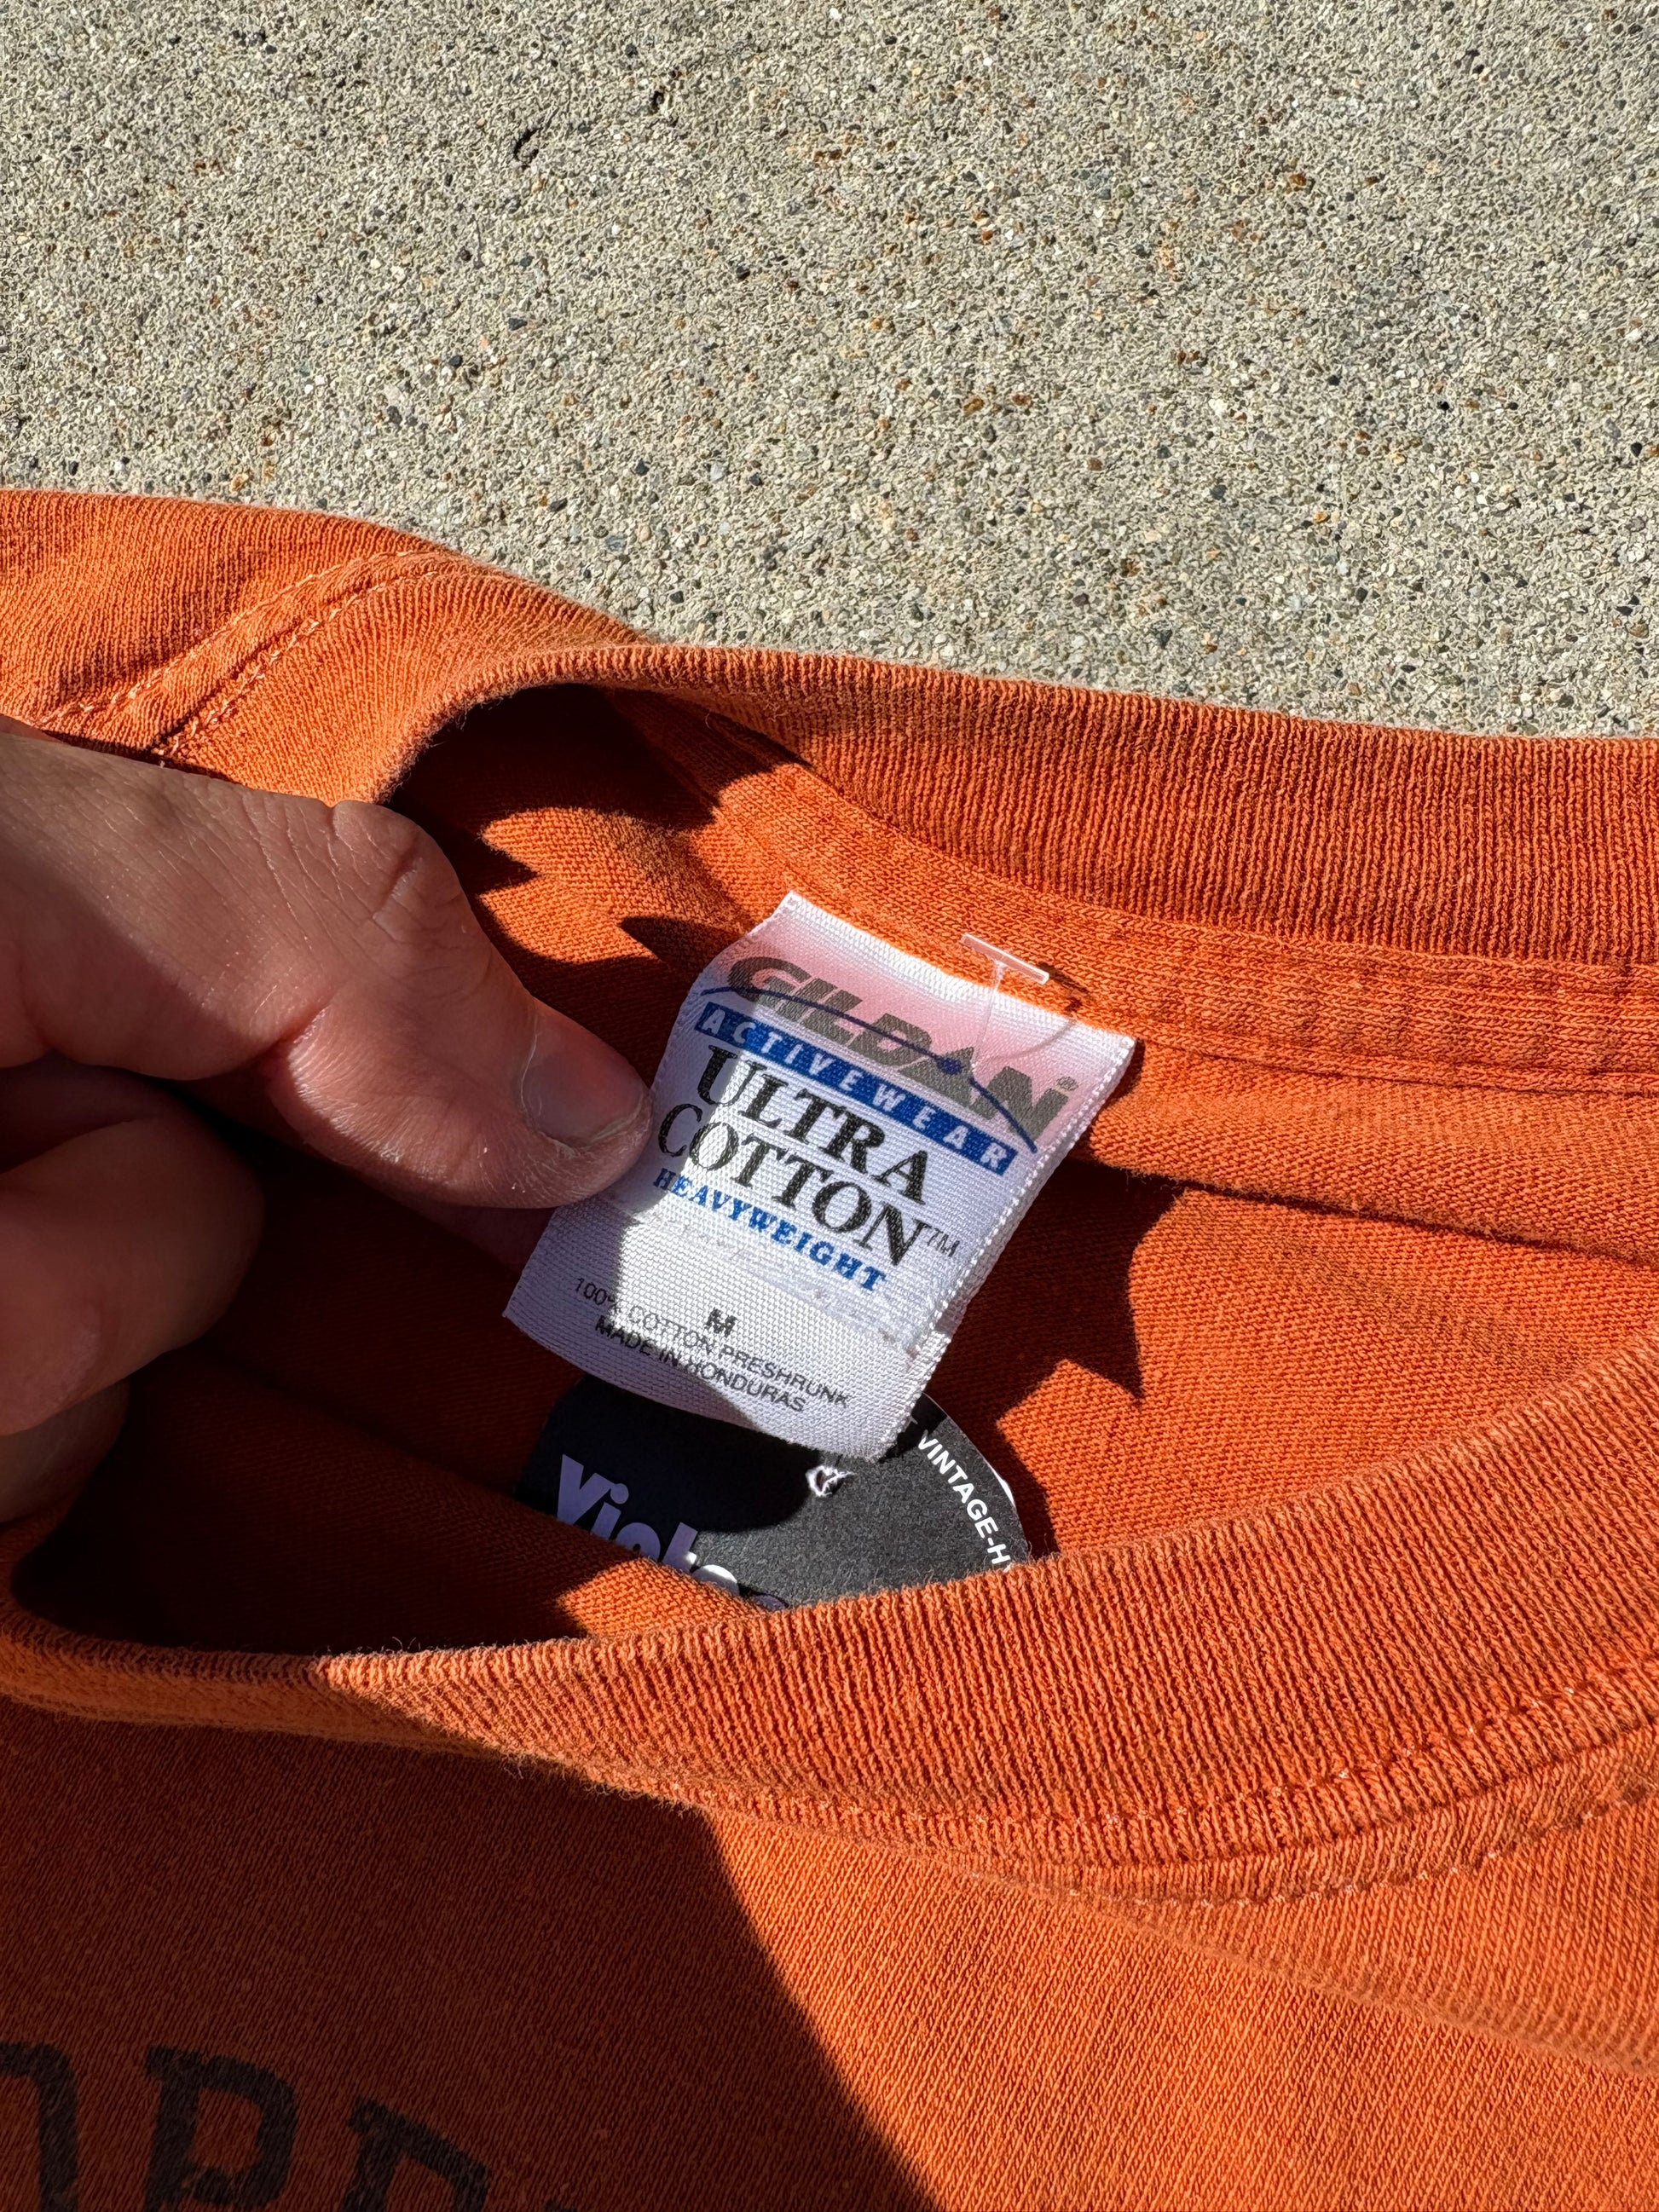 GILDAN®
ACTIVEWEAR
ULTRA
COTTON™
HEAVYWEIGHT
M
100% COTTON PRESHRUNK
MADE IN HONDURAS